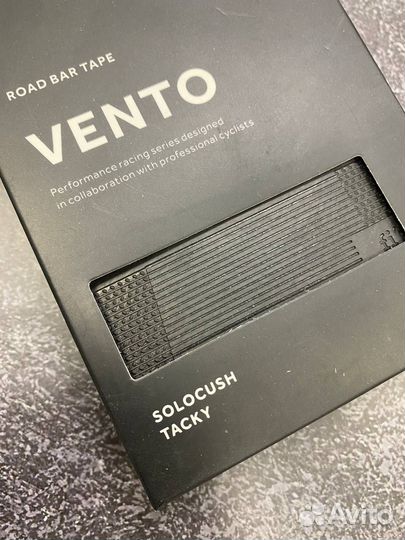 ROAD BAR TAPE
VENTO
Performance racing series designed
in collaboration with professional cyclists
SOLOCUSH
TACKY
Avito